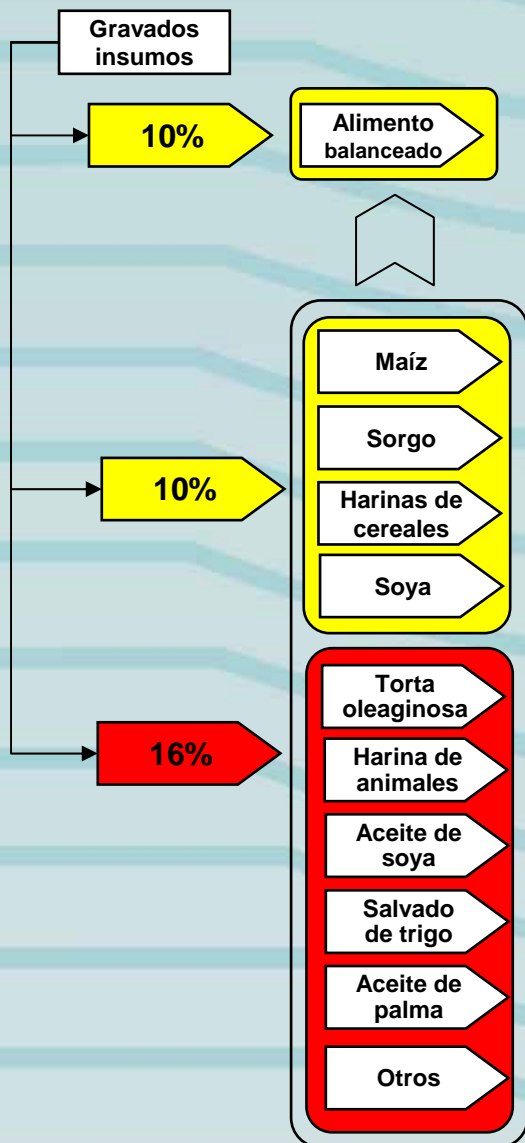 Gravados
insumos
10%
Alimento
balanceado
Maíz
Sorgo
10%
Harinas de
cereales
Soya
Torta
oleaginosa
16%
Harina de
animales
Aceite de
soya
Salvado
de trigo
Aceite de
palma
Otros